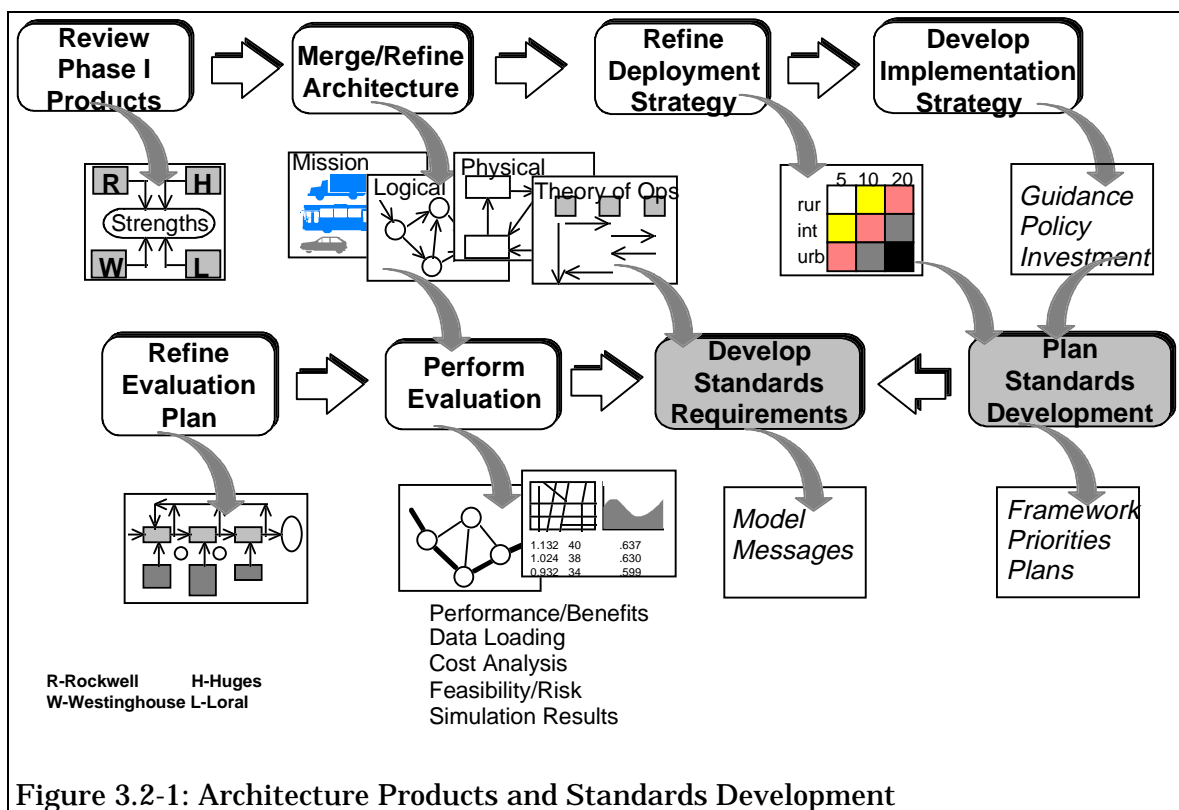 Review
Phase I
Products
Merge/Refine
Architecture
Refine
Deployment
Strategy
Develop
Implementation
Strategy
R
H
Strengths
W
L
Mission
Logical
Physical
Theory of Ops
5 10 20
rur
int
urb
Guidance
Policy
Investment
Refine
Evaluation
Plan
Perform
Evaluation
Develop
Standards
Requirements
Plan
Standards
Development
1.132 40 .637
1.024 38 .630
0.932 34 .599
Model
Messages
Framework
Priorities
Plans
Performance/Benefits
Data Loading
Cost Analysis
Feasibility/Risk
Simulation Results
R-Rockwell H-Huges
W-Westinghouse L-Loral
Figure 3.2-1: Architecture Products and Standards Development